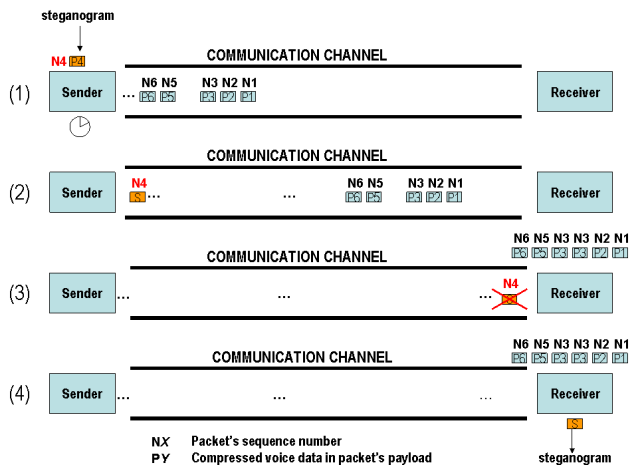 steganogram
N4 P4
COMMUNICATION CHANNEL
N6 N5 N3 N2 N1
(1) Sender ... P6 P5 P3 P2 P1 Receiver
COMMUNICATION CHANNEL
N4 N6 N5 N3 N2 N1
(2) Sender S ... ... P6 P5 P3 P2 P1 Receiver
N6 N5 N3 N3 N2 N1
COMMUNICATION CHANNEL P6 P5 P3 P3 P2 P1
N4
(3) Sender ... ... ... Receiver
N6 N5 N3 N3 N2 N1
COMMUNICATION CHANNEL P6 P5 P3 P3 P2 P1
(4) Sender ... ... ... Receiver
S
NX Packet's sequence number
PY Compressed voice data in packet's payload steganogram